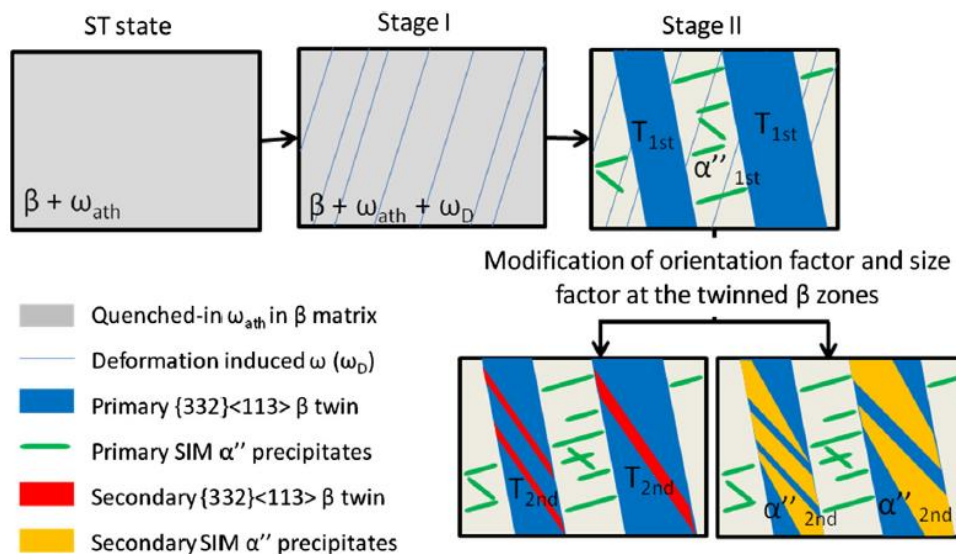 ST state
Stage I
Stage II
β + ω_ath
β + ω_ath + ω_D
T_1st
T_1st
α''_1st
Modification of orientation factor and size
factor at the twinned β zones
Quenched-in ω_ath in β matrix
Deformation induced ω (ω_D)
Primary {332}<113> β twin
Primary SIM α'' precipitates
Secondary {332}<113> β twin
Secondary SIM α'' precipitates
T_2nd
T_2nd
α''_2nd
α''_2nd